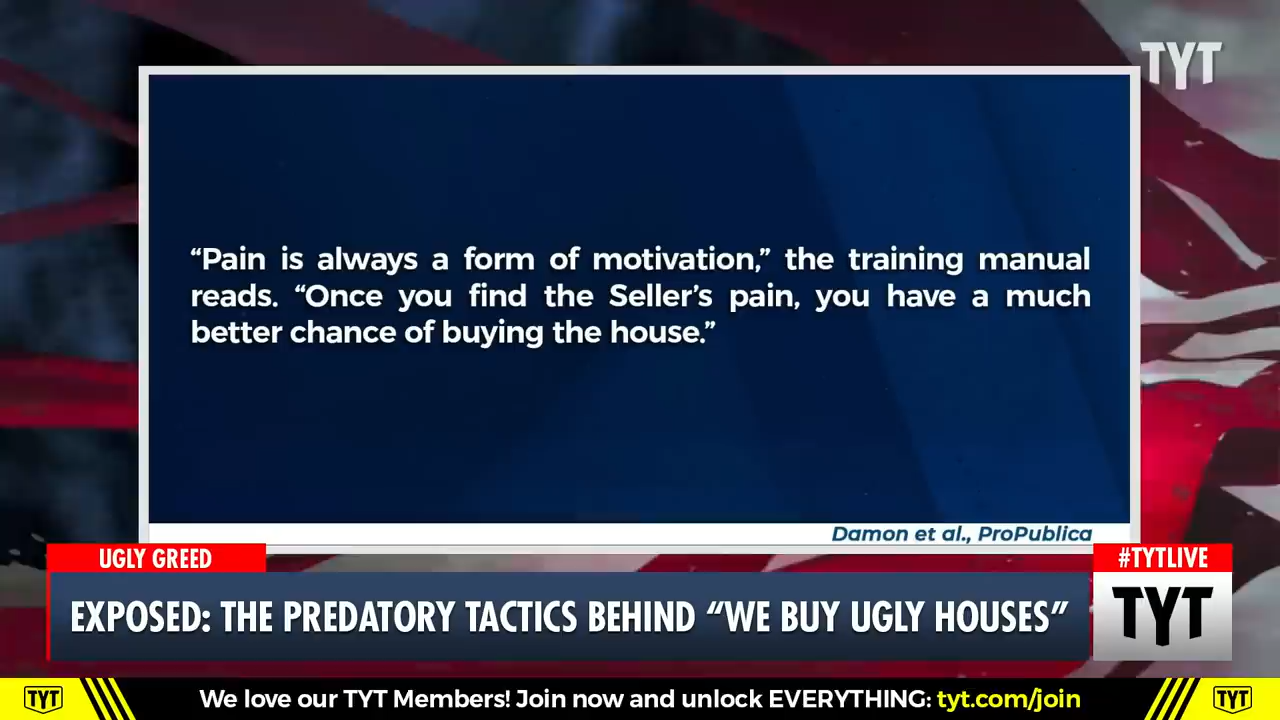 TYT
“Pain is always a form of motivation,” the training manual
reads. “Once you find the Seller’s pain, you have a much
better chance of buying the house.”
Damon et al., ProPublica
UGLY GREED
#TYTLIVE
EXPOSED: THE PREDATORY TACTICS BEHIND “WE BUY UGLY HOUSES”
TYT
TYT
We love our TYT Members! Join now and unlock EVERYTHING: tyt.com/join
TYT